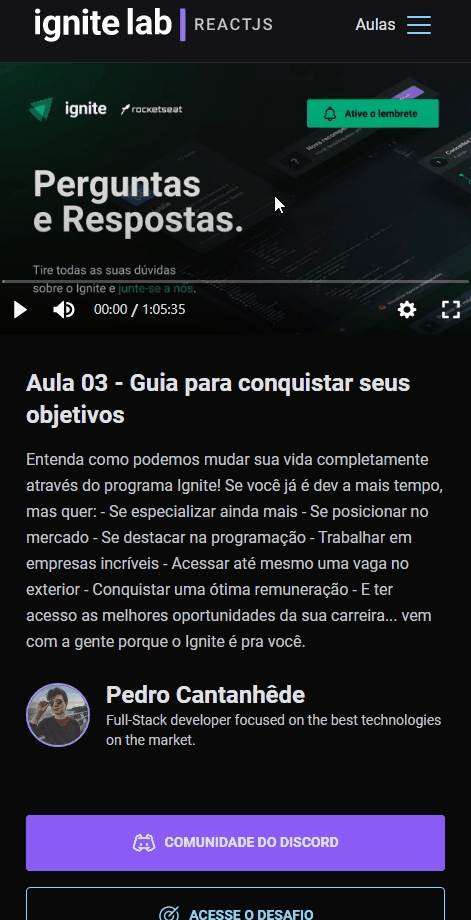 ignite lab REACTJS
Aulas
ignite rocketseat
Ative o lembrete
Perguntas
e Respostas.
Tire todas as suas dúvidas
sobre o Ignite e junte-se a nós.
00:00 / 1:05:35
Aula 03 - Guia para conquistar seus
objetivos
Entenda como podemos mudar sua vida completamente
através do programa Ignite! Se você já é dev a mais tempo,
mas quer: - Se especializar ainda mais - Se posicionar no
mercado - Se destacar na programação - Trabalhar em
empresas incríveis - Acessar até mesmo uma vaga no
exterior - Conquistar uma ótima remuneração - E ter
acesso as melhores oportunidades da sua carreira... vem
com a gente porque o Ignite é pra você.
Pedro Cantanhêde
Full-Stack developer focused on the best technologies
on the market.
COMUNIDADE DO DISCORD
ACESSE O DESAFIO